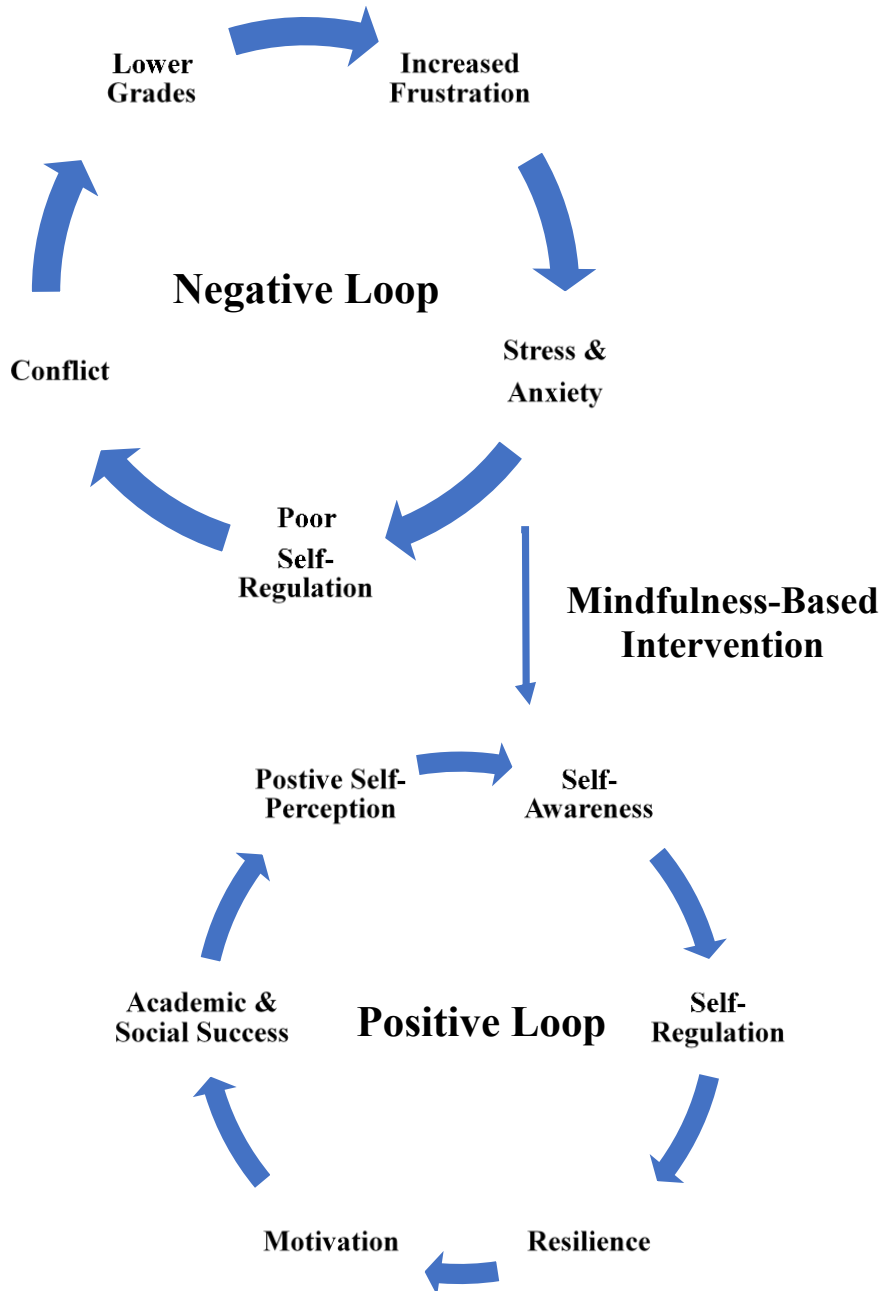 Lower
Grades
Increased
Frustration
Negative Loop
Stress &
Anxiety
Conflict
Poor
Self-
Regulation
Mindfulness-Based
Intervention
Postive Self-
Perception
Self-
Awareness
Academic &
Social Success
Positive Loop
Self-
Regulation
Motivation
Resilience